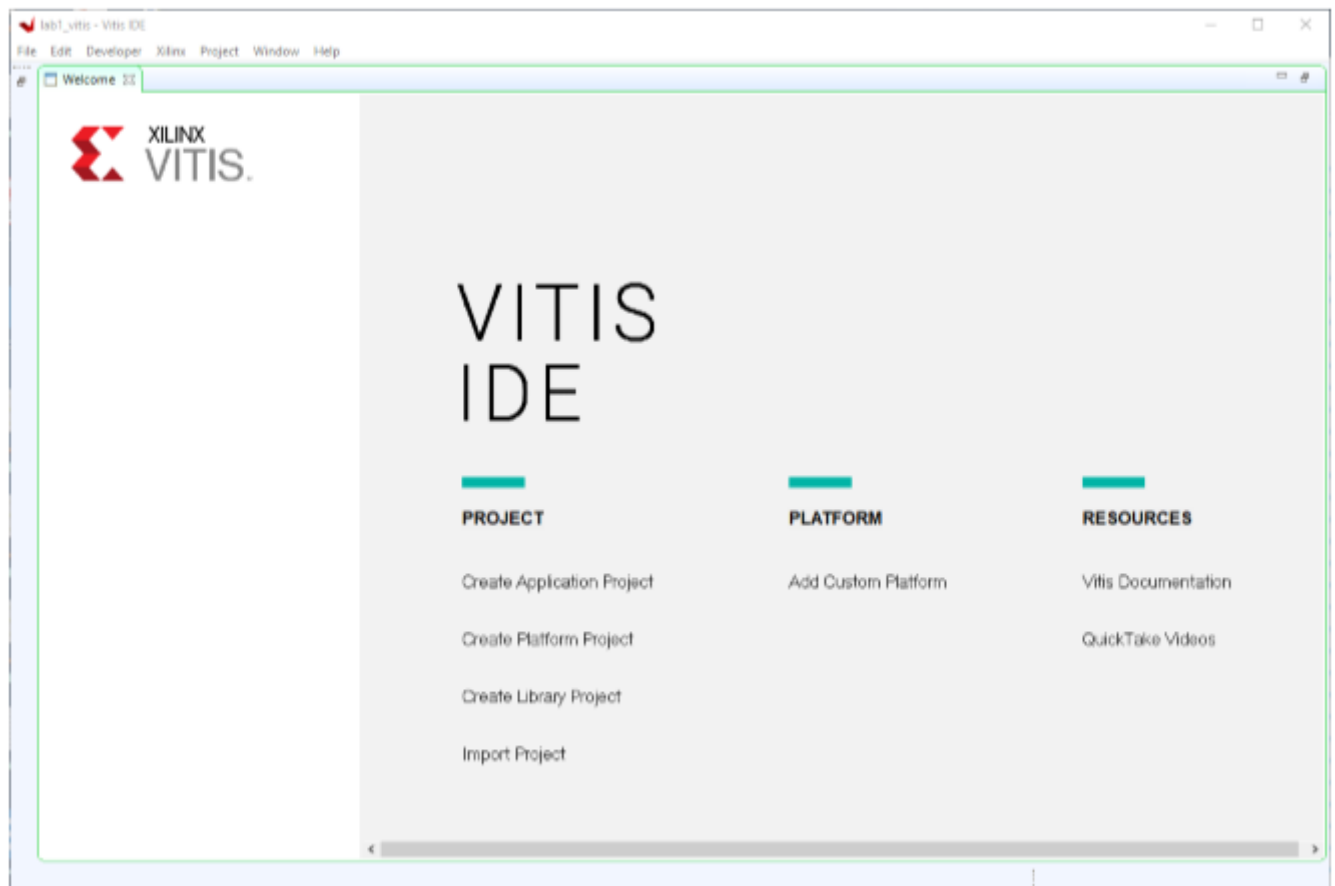 lab1_vitis - Vitis IDE
File Edit Developer Xilinx Project Window Help
Welcome
XILINX
VITIS.
VITIS
IDE
PROJECT
PLATFORM
RESOURCES
Create Application Project
Add Custom Platform
Vitis Documentation
Create Platform Project
QuickTake Videos
Create Library Project
Import Project